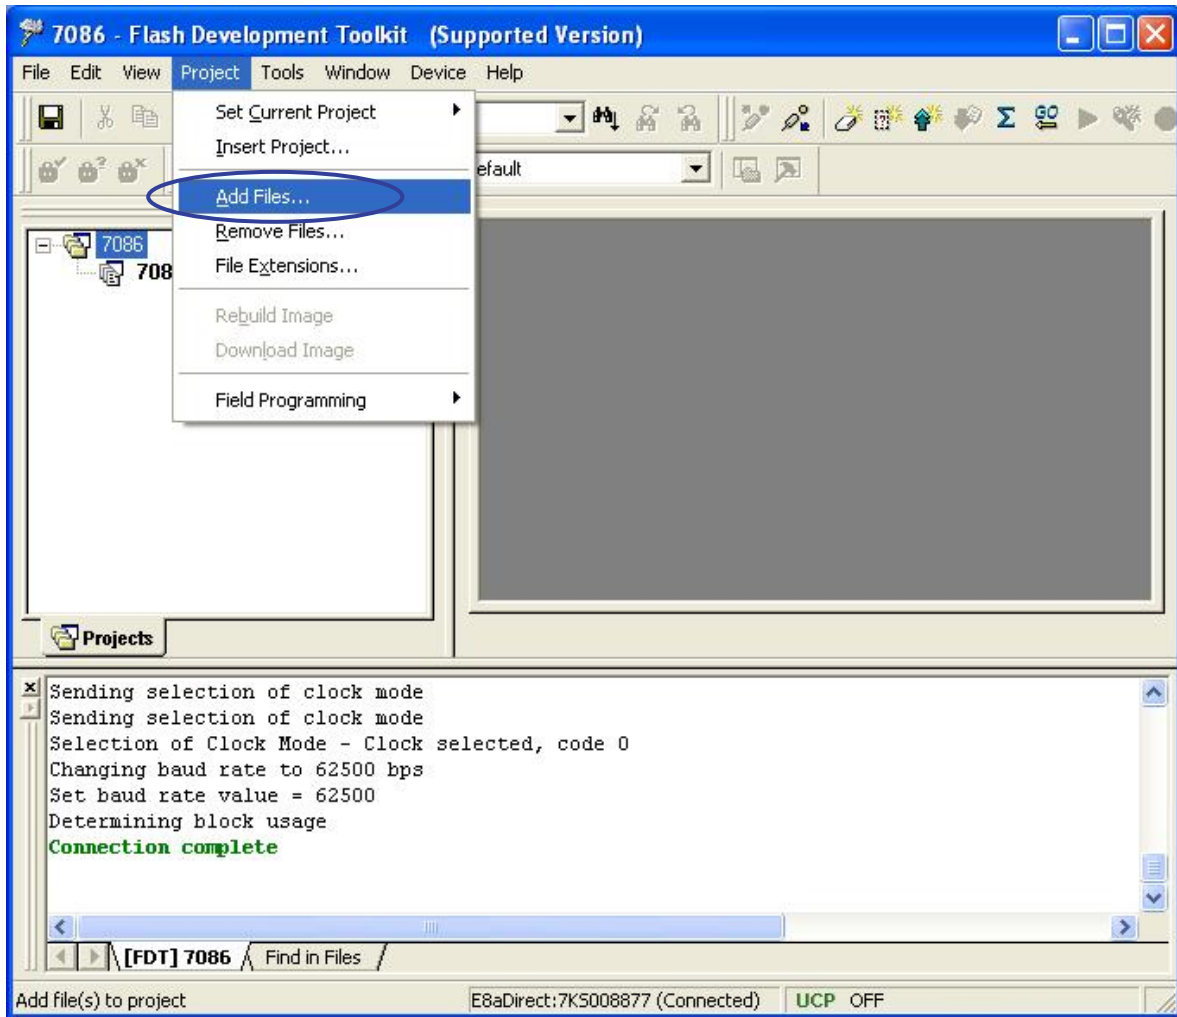 7086 - Flash Development Toolkit (Supported Version)
File Edit View Project Tools Window Device Help
Set Current Project
Insert Project...
Add Files...
Remove Files...
File Extensions...
Rebuild Image
Download Image
Field Programming
efault
GO
7086
708
Projects
Sending selection of clock mode
Sending selection of clock mode
Selection of Clock Mode - Clock selected, code 0
Changing baud rate to 62500 bps
Set baud rate value = 62500
Determining block usage
Connection complete
[FDT] 7086 Find in Files
Add file(s) to project E8aDirect:7KS008877 (Connected) UCP OFF